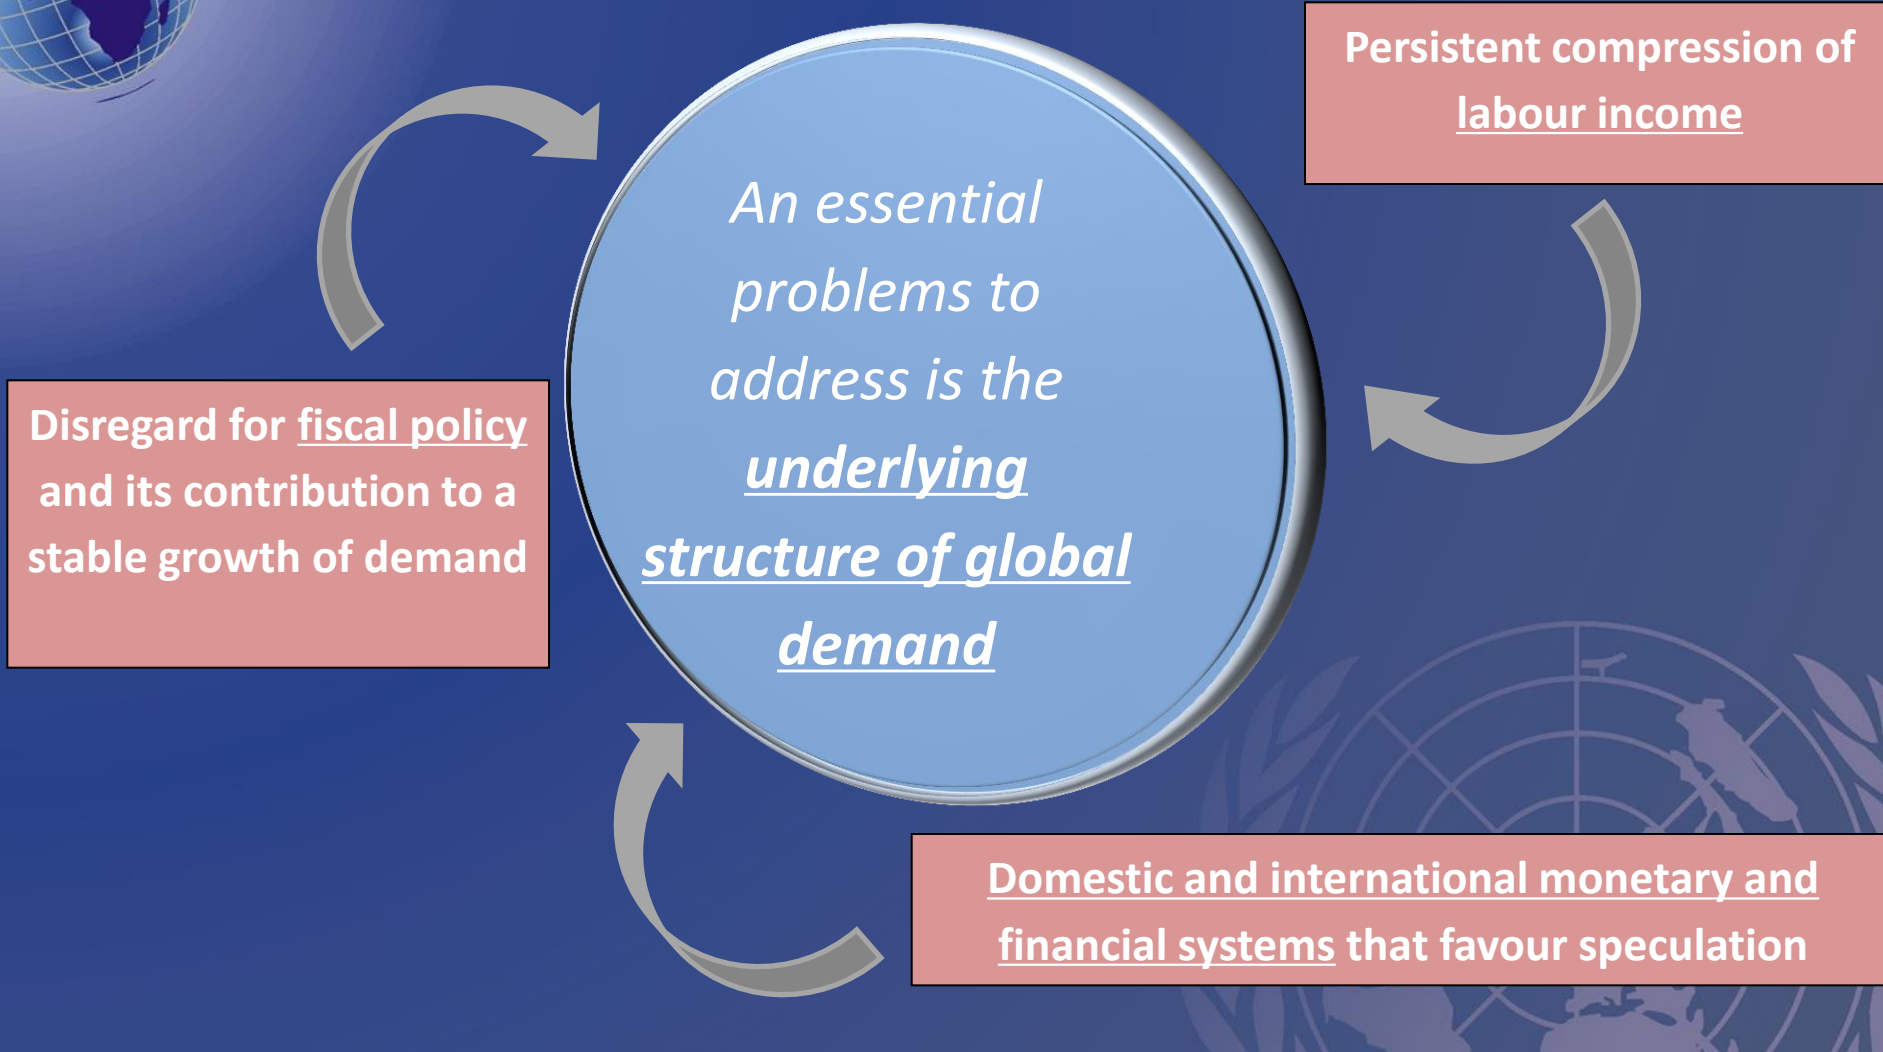 Persistent compression of
labour income
An essential
problems to
address is the
underlying
structure of global
demand
Disregard for fiscal policy
and its contribution to a
stable growth of demand
Domestic and international monetary and
financial systems that favour speculation